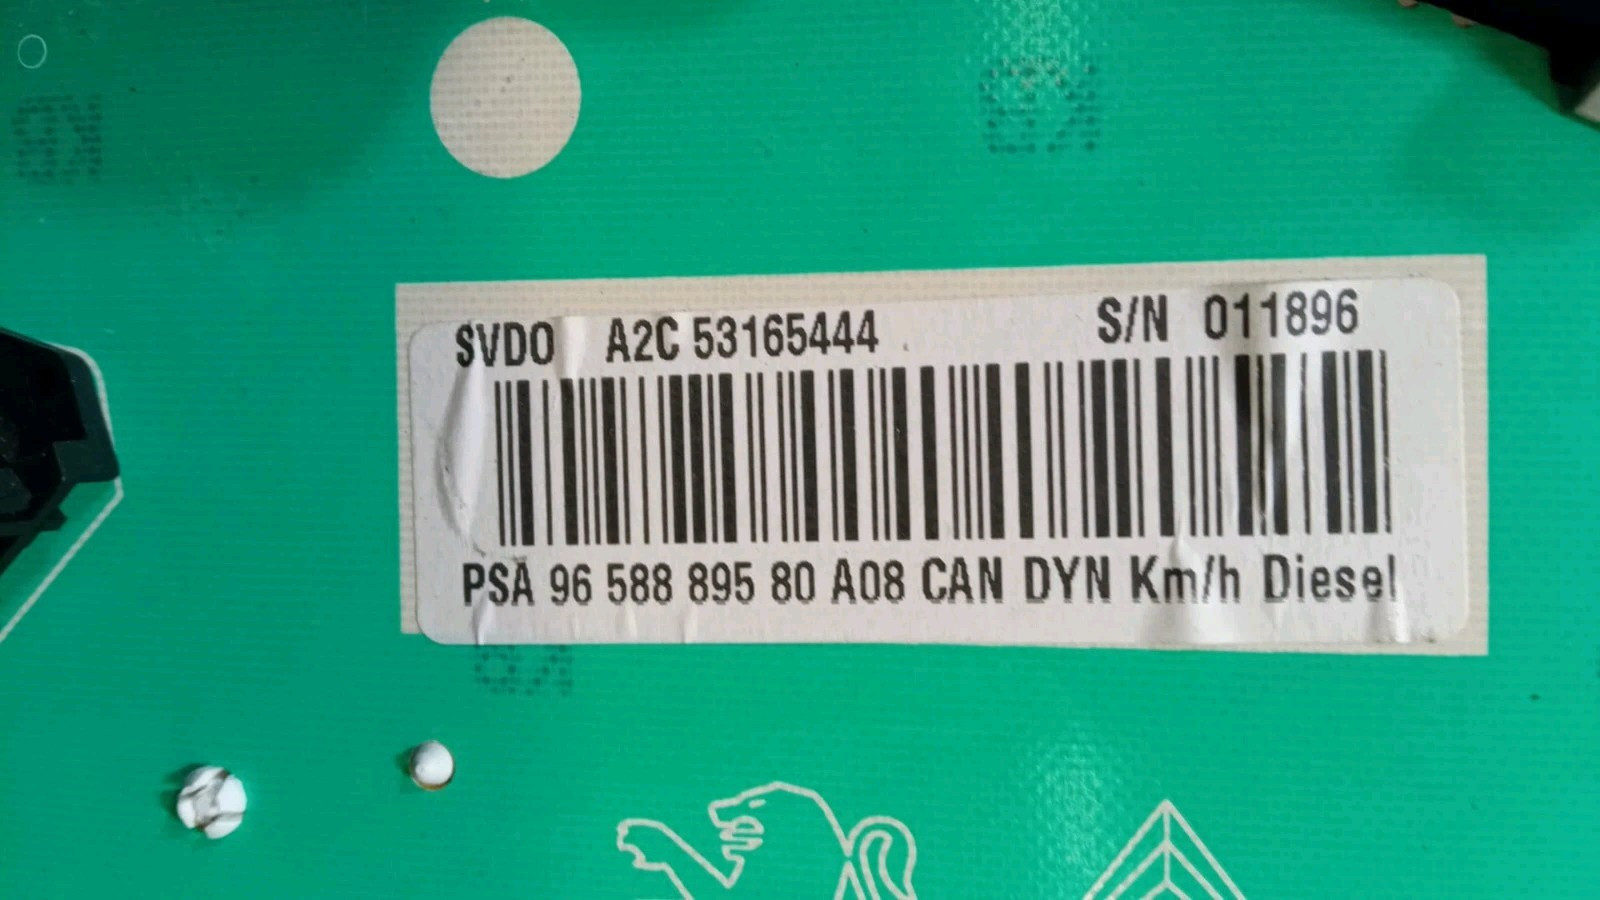 SVDO A2C 53165444 S/N 011896
PSA 96 588 895 80 A08 CAN DYN Km/h Diesel